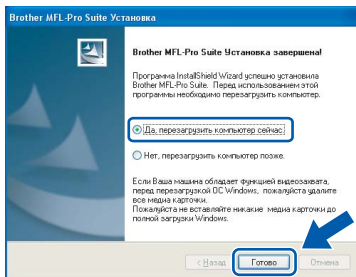 Brother MFL-Pro Suite Установка
Brother MFL-Pro Suite Установка завершена!
Программа InstallShield Wizard успешно установила
Brother MFL-Pro Suite. Перед использованием этой
программы необходимо перезагрузить компьютер.
Да, перезагрузить компьютер сейчас.
Нет, перезагрузить компьютер позже.
Если Ваша машина обладает функцией видеозахвата,
перед перезагрузкой ОС Windows, пожалуйста удалите
все медиа карточки.
Пожалуйста не вставляйте никакие медиа карточки до
полной загрузки Windows.
< Назад Готово Отмена